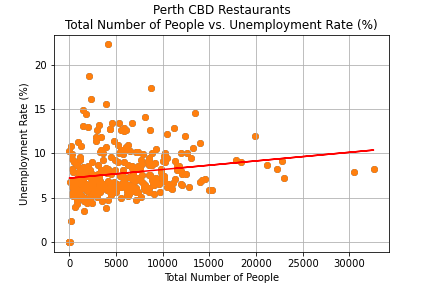 Perth CBD Restaurants
Total Number of People vs. Unemployment Rate (%)
Unemployment Rate (%)
20
15
10
5
0
0 5000 10000 15000 20000 25000 30000
Total Number of People